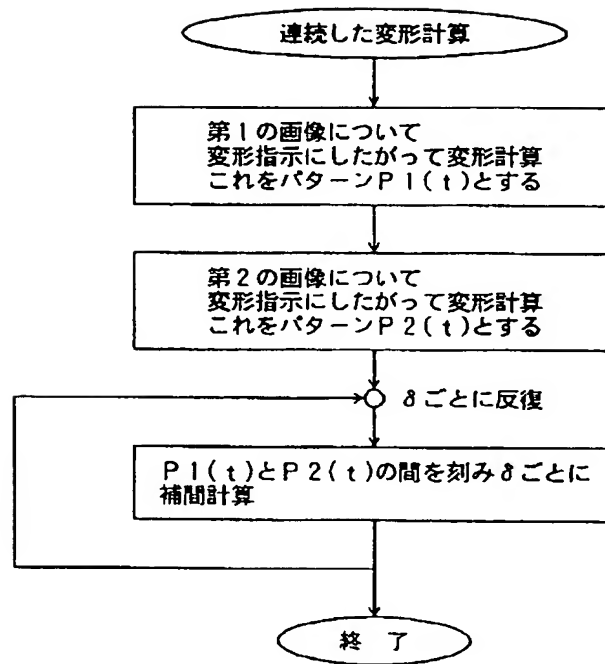 連続した変形計算
第1の画像について
変形指示にしたがって変形計算
これをパターンP1(t)とする
第2の画像について
変形指示にしたがって変形計算
これをパターンP2(t)とする
δごとに反復
P1(t)とP2(t)の間を刻みδごとに
補間計算
終 了